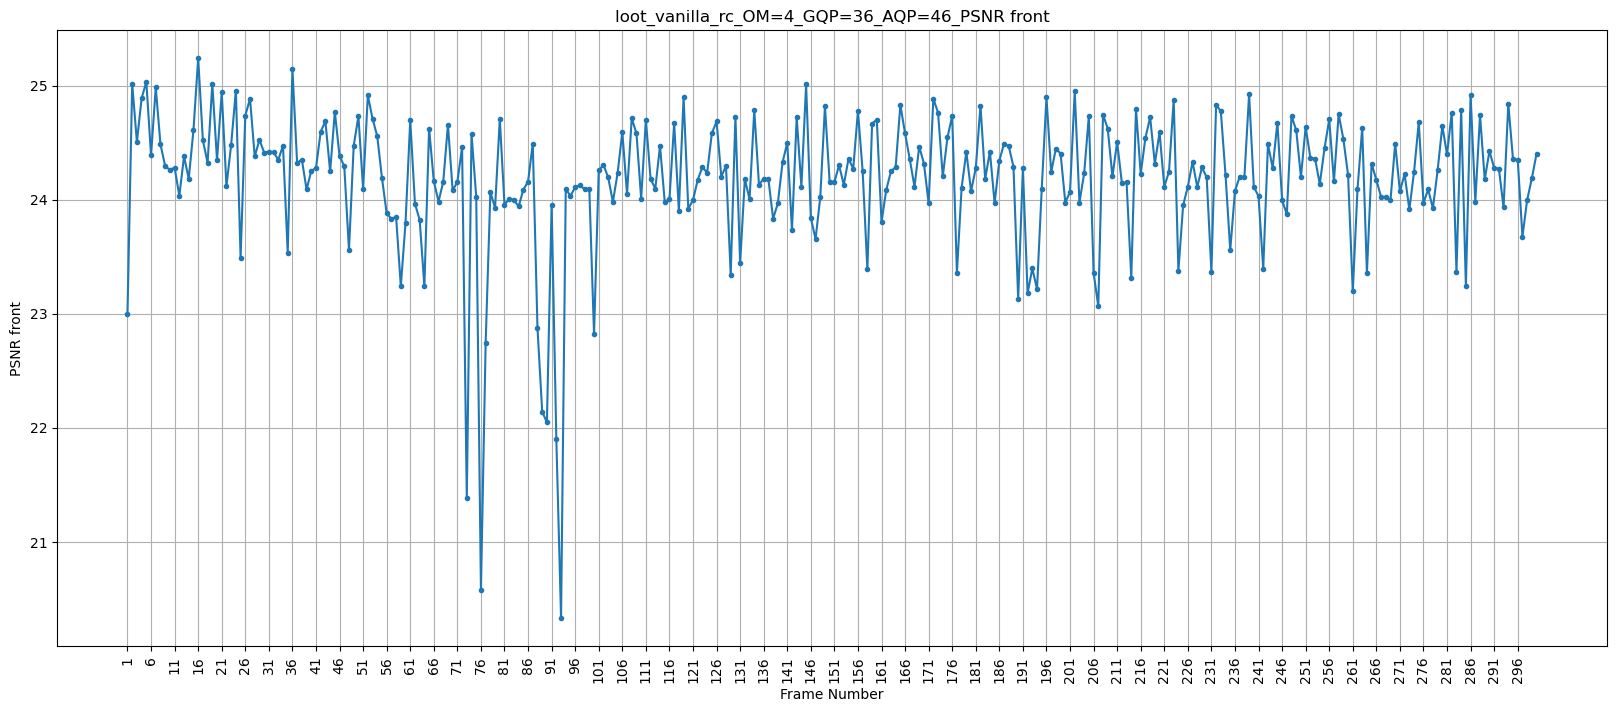 loot_vanilla_rc_OM=4_GQP=36_AQP=46_PSNR front
PSNR front
25
24
23
22
21
1 6 11 16 21 26 31 36 41 46 51 56 61 66 71 76 81 86 91 96 101 106 111 116 121 126 131 136 141 146 151 156 161 166 171 176 181 186 191 196 201 206 211 216 221 226 231 236 241 246 251 256 261 266 271 276 281 286 291 296
Frame Number